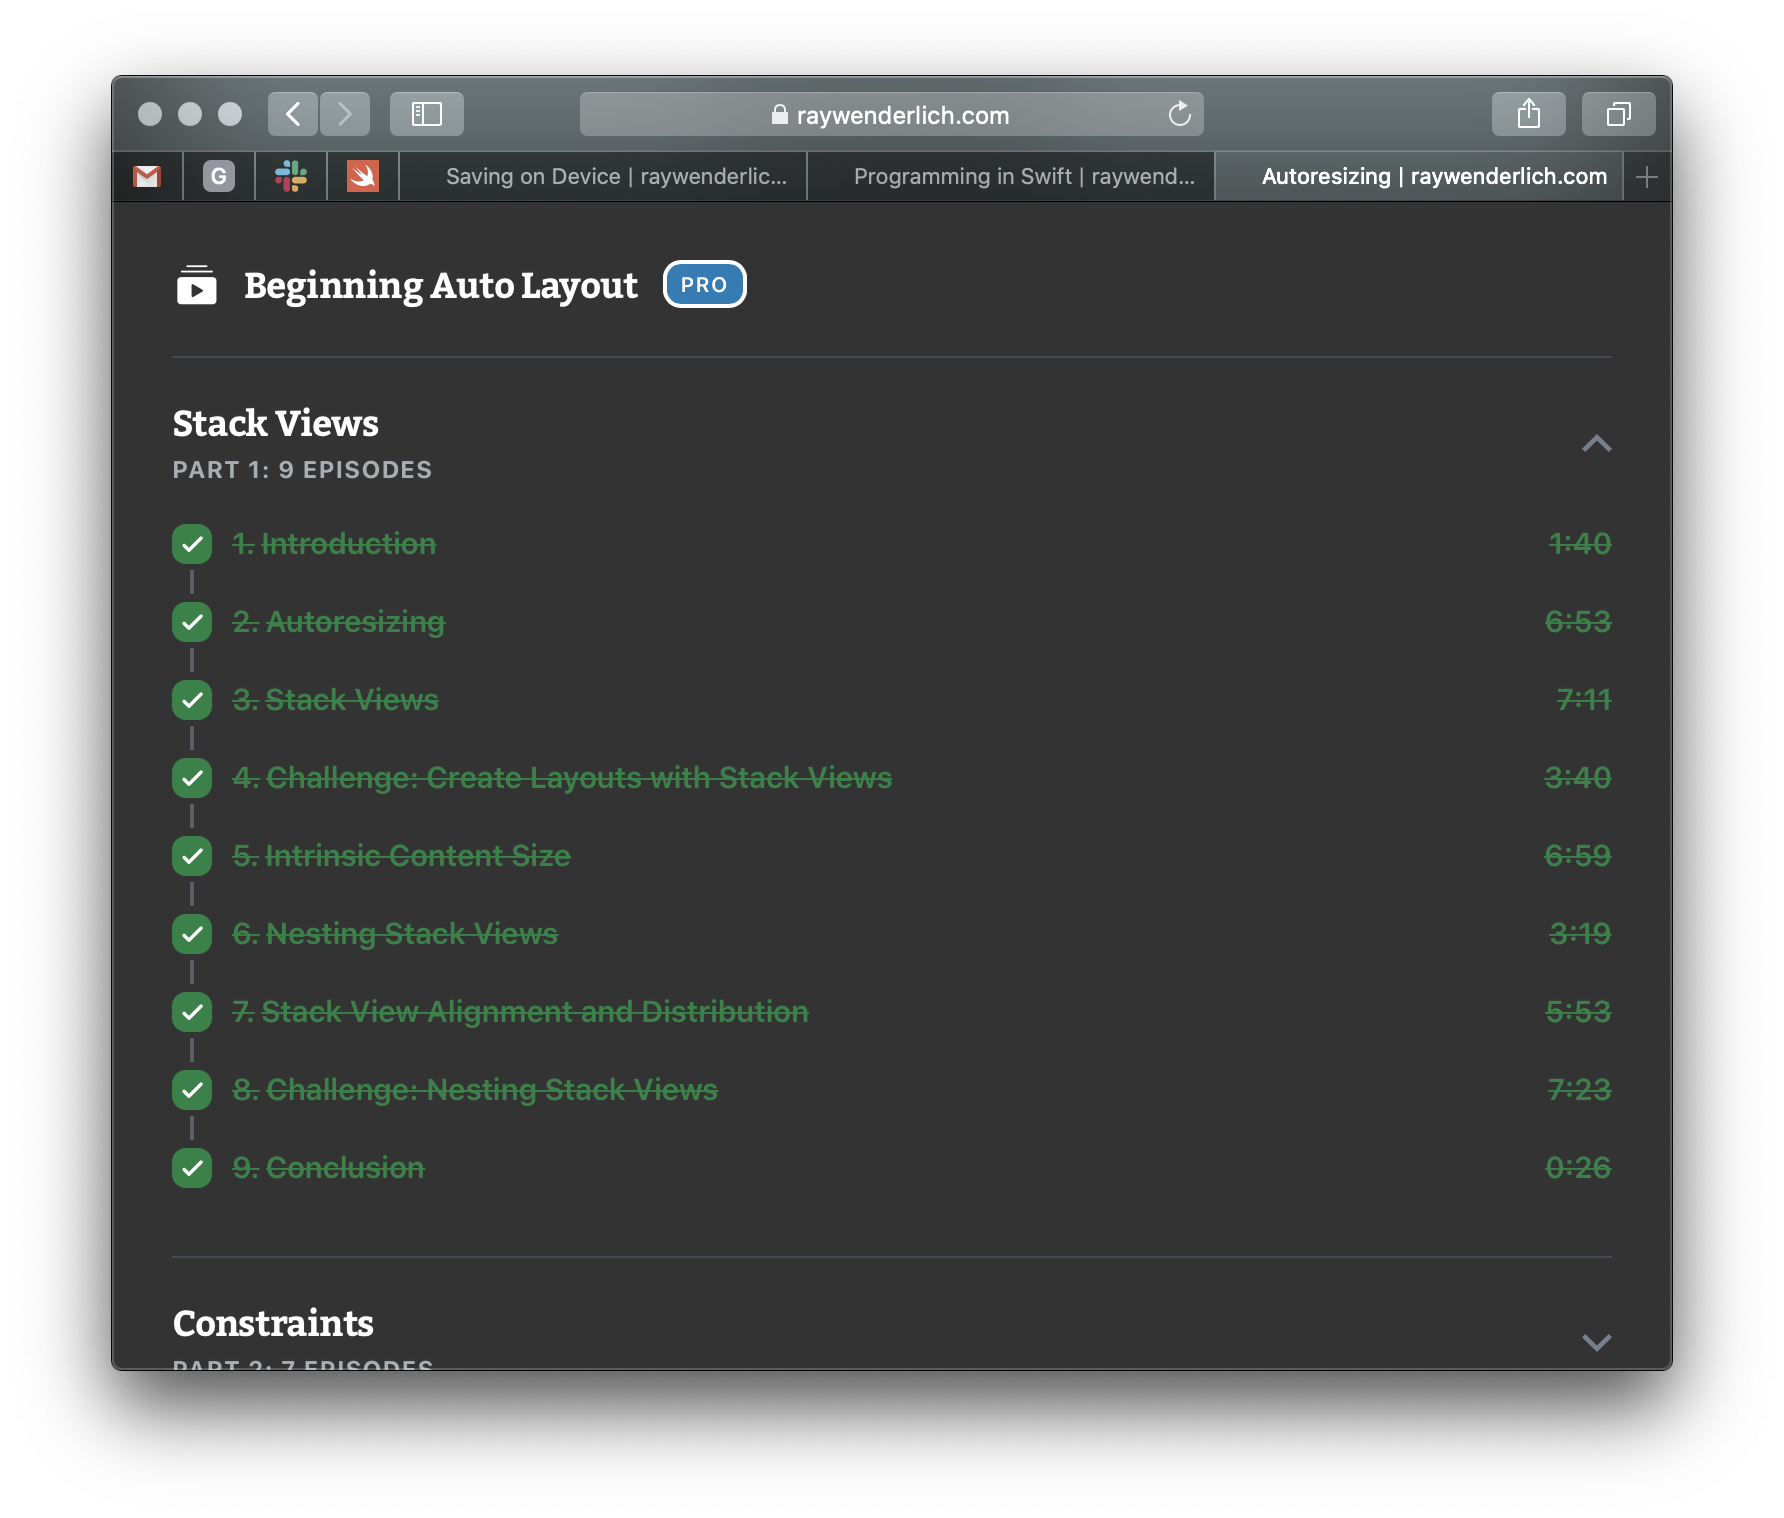 raywenderlich.com
G
Saving on Device | raywenderlic...
Programming in Swift | raywend...
Autoresizing | raywenderlich.com
Beginning Auto Layout PRO
Stack Views
PART 1: 9 EPISODES
1. Introduction 1:40
2. Autoresizing 6:53
3. Stack Views 7:11
4. Challenge: Create Layouts with Stack Views 3:40
5. Intrinsic Content Size 6:59
6. Nesting Stack Views 3:19
7. Stack View Alignment and Distribution 5:53
8. Challenge: Nesting Stack Views 7:23
9. Conclusion 0:26
Constraints
PART 2: 7 EPISODES